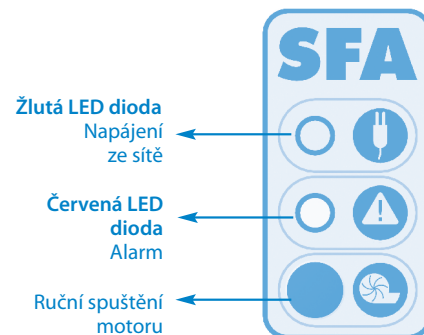 SFA
Žlutá LED dioda
Napájení
ze sítě
Červená LED
dioda
Alarm
Ruční spuštění
motoru